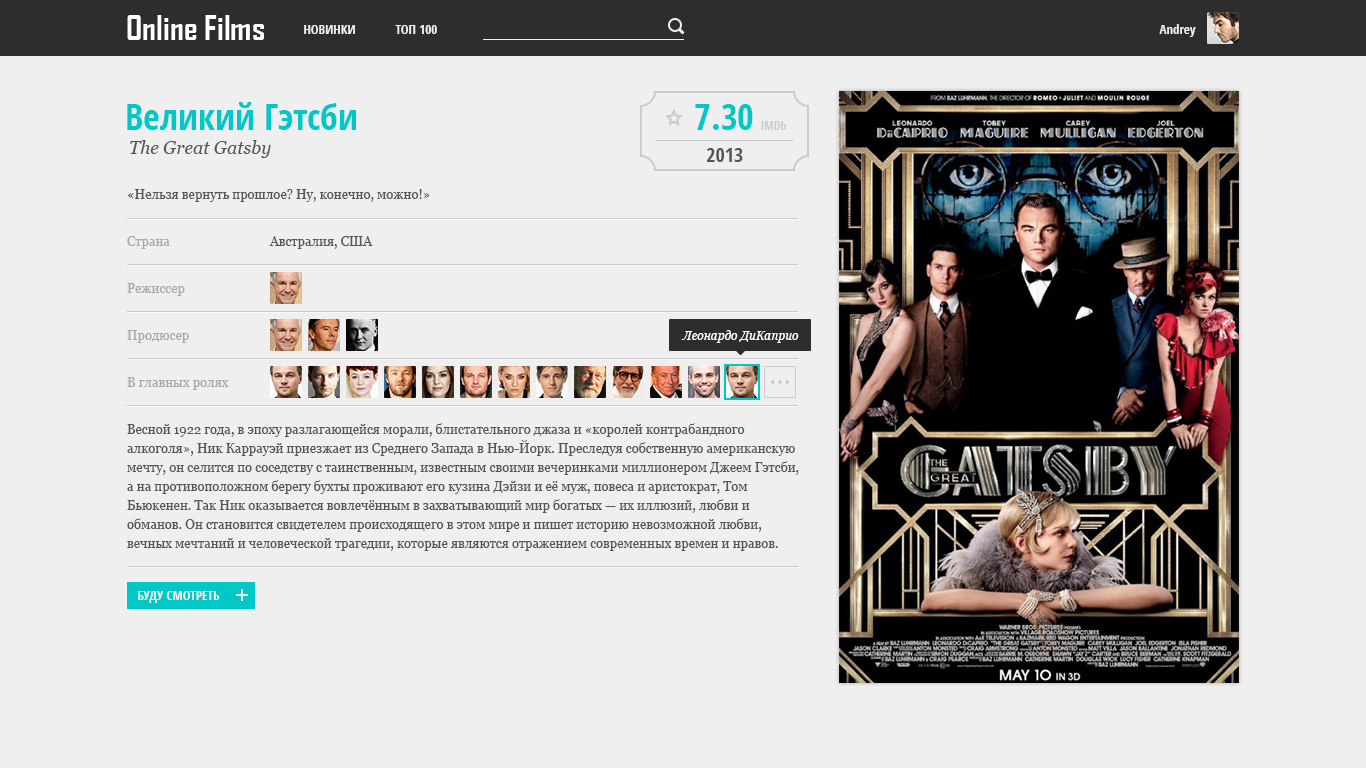 Online Films
НОВИНКИ
ТОП 100
Andrey
Великий Гэтсби
The Great Gatsby
7.30 IMDb
2013
«Нельзя вернуть прошлое? Ну, конечно, можно!»
Страна
Австралия, США
Режиссер
Продюсер
Леонардо ДиКаприо
В главных ролях
Весной 1922 года, в эпоху разлагающейся морали, блистательного джаза и «королей контрабандного
алкоголя», Ник Каррауэй приезжает из Среднего Запада в Нью-Йорк. Преследуя собственную американскую
мечту, он селится по соседству с таинственным, известным своими вечеринками миллионером Джеем Гэтсби,
а на противоположном берегу бухты проживают его кузина Дэйзи и её муж, повеса и аристократ, Том
Бьюкенен. Так Ник оказывается вовлечённым в захватывающий мир богатых — их иллюзий, любви и
обманов. Он становится свидетелем происходящего в этом мире и пишет историю невозможной любви,
вечных мечтаний и человеческой трагедии, которые являются отражением современных времен и нравов.
БУДУ СМОТРЕТЬ +
FROM BAZ LUHRMANN, THE DIRECTOR OF ROMEO + JULIET AND MOULIN ROUGE
LEONARDO DiCAPRIO
TOBEY MAGUIRE
CAREY MULLIGAN
JOEL EDGERTON
THE GREAT
GATSBY
WARNER BROS. PICTURES PRESENTS
IN ASSOCIATION WITH VILLAGE ROADSHOW PICTURES
MAY 10 IN 3D